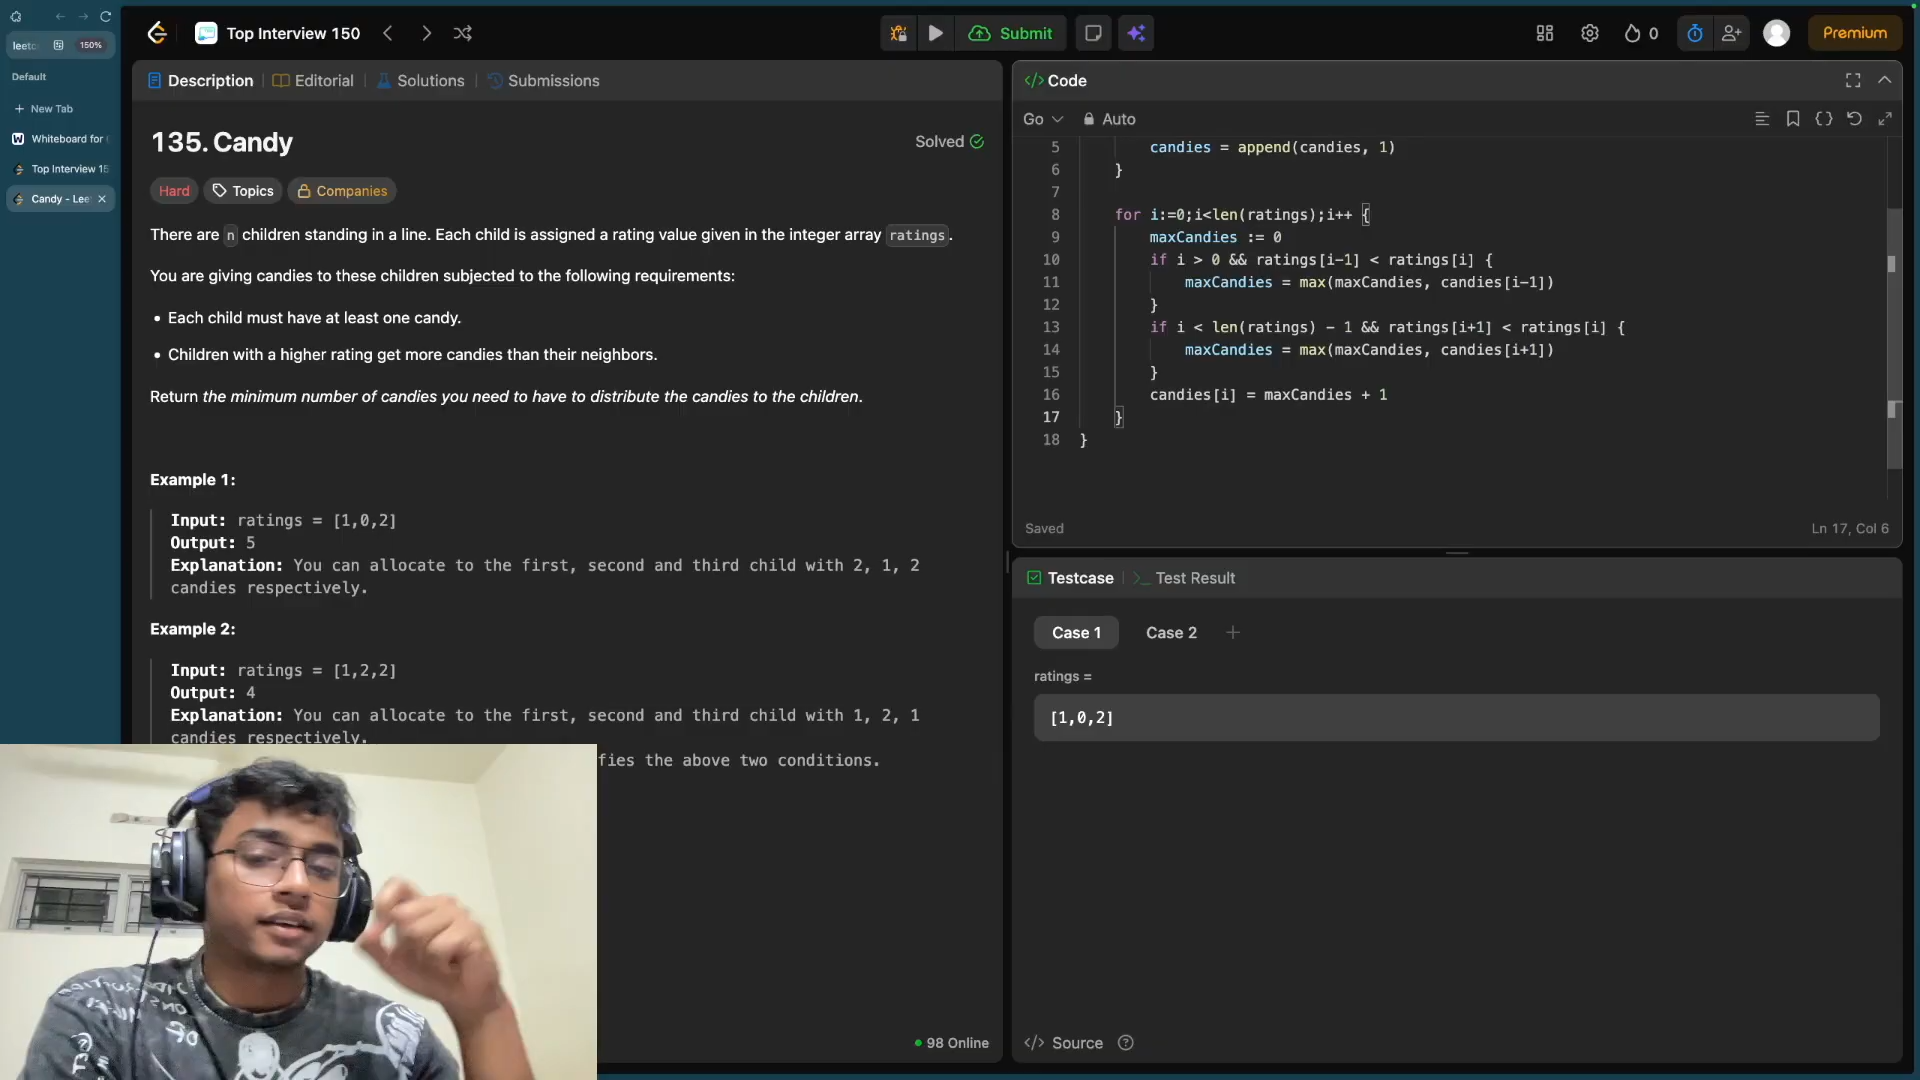 leetc 150%
Default
New Tab
Whiteboard for
Top Interview 15
Candy - Lee
Top Interview 150
Submit
0
Premium
Description
Editorial
Solutions
Submissions
135. Candy
Solved
Hard
Topics
Companies
There are n children standing in a line. Each child is assigned a rating value given in the integer array ratings.
You are giving candies to these children subjected to the following requirements:
• Each child must have at least one candy.
• Children with a higher rating get more candies than their neighbors.
Return the minimum number of candies you need to have to distribute the candies to the children.
Example 1:
Input: ratings = [1,0,2]
Output: 5
Explanation: You can allocate to the first, second and third child with 2, 1, 2
candies respectively.
Example 2:
Input: ratings = [1,2,2]
Output: 4
Explanation: You can allocate to the first, second and third child with 1, 2, 1
candies respectively.
fies the above two conditions.
98 Online
</> Code
Go
Auto
5 candies = append(candies, 1)
6 }
7
8 for i:=0;i<len(ratings);i++ {
9 maxCandies := 0
10 if i > 0 && ratings[i-1] < ratings[i] {
11 maxCandies = max(maxCandies, candies[i-1])
12 }
13 if i < len(ratings) - 1 && ratings[i+1] < ratings[i] {
14 maxCandies = max(maxCandies, candies[i+1])
15 }
16 candies[i] = maxCandies + 1
17 }
18 }
Saved
Ln 17, Col 6
Testcase
Test Result
Case 1
Case 2
+
ratings =
[1,0,2]
</> Source